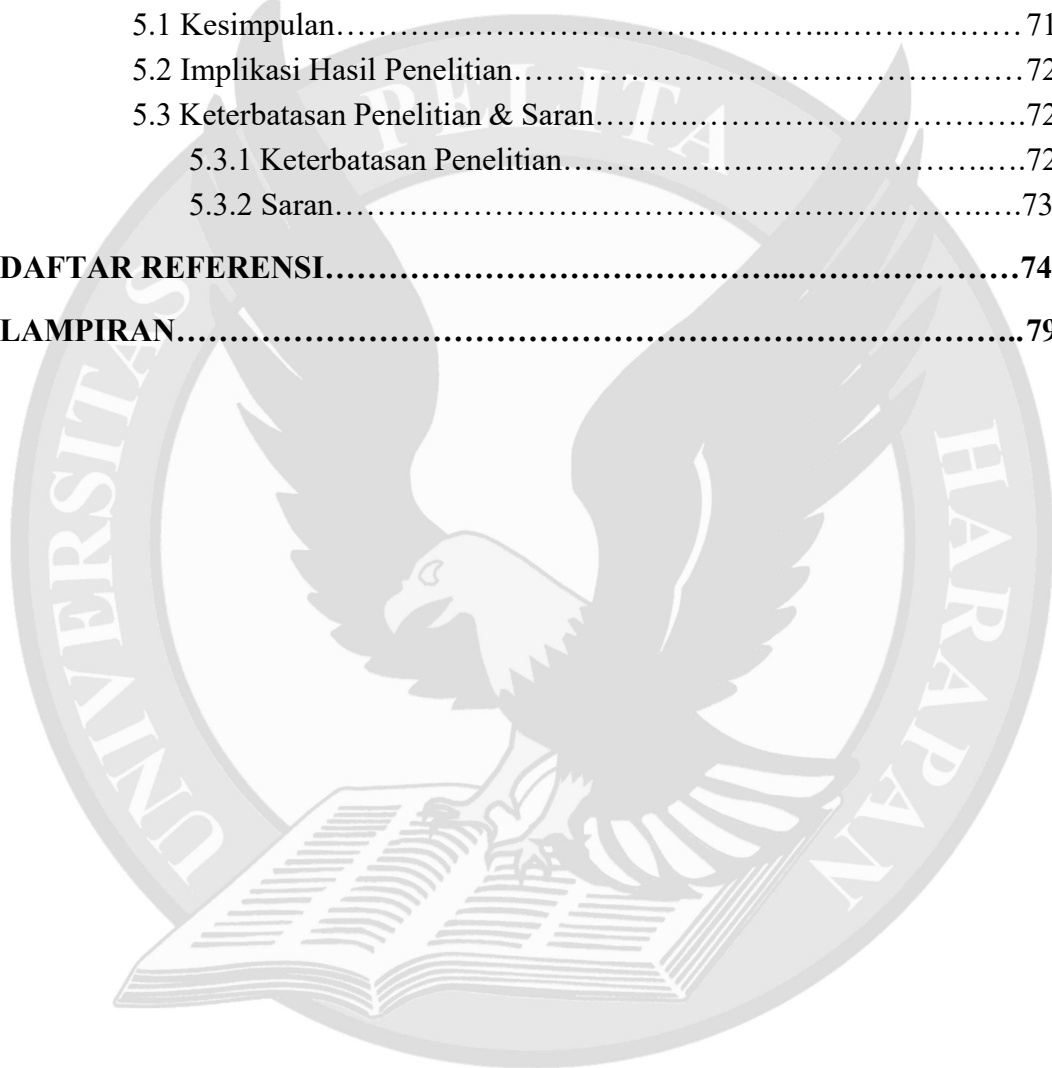 5.1 Kesimpulan…………………………………………..………………71
5.2 Implikasi Hasil Penelitian……………………………………………72
5.3 Keterbatasan Penelitian & Saran……………………………………72
5.3.1 Keterbatasan Penelitian………………………………………72
5.3.2 Saran…………………………………………………….….73
DAFTAR REFERENSI……………………………………...…………………74
LAMPIRAN………………………………………………………………………..79
UNIVERSITAS PELITA HARAPAN